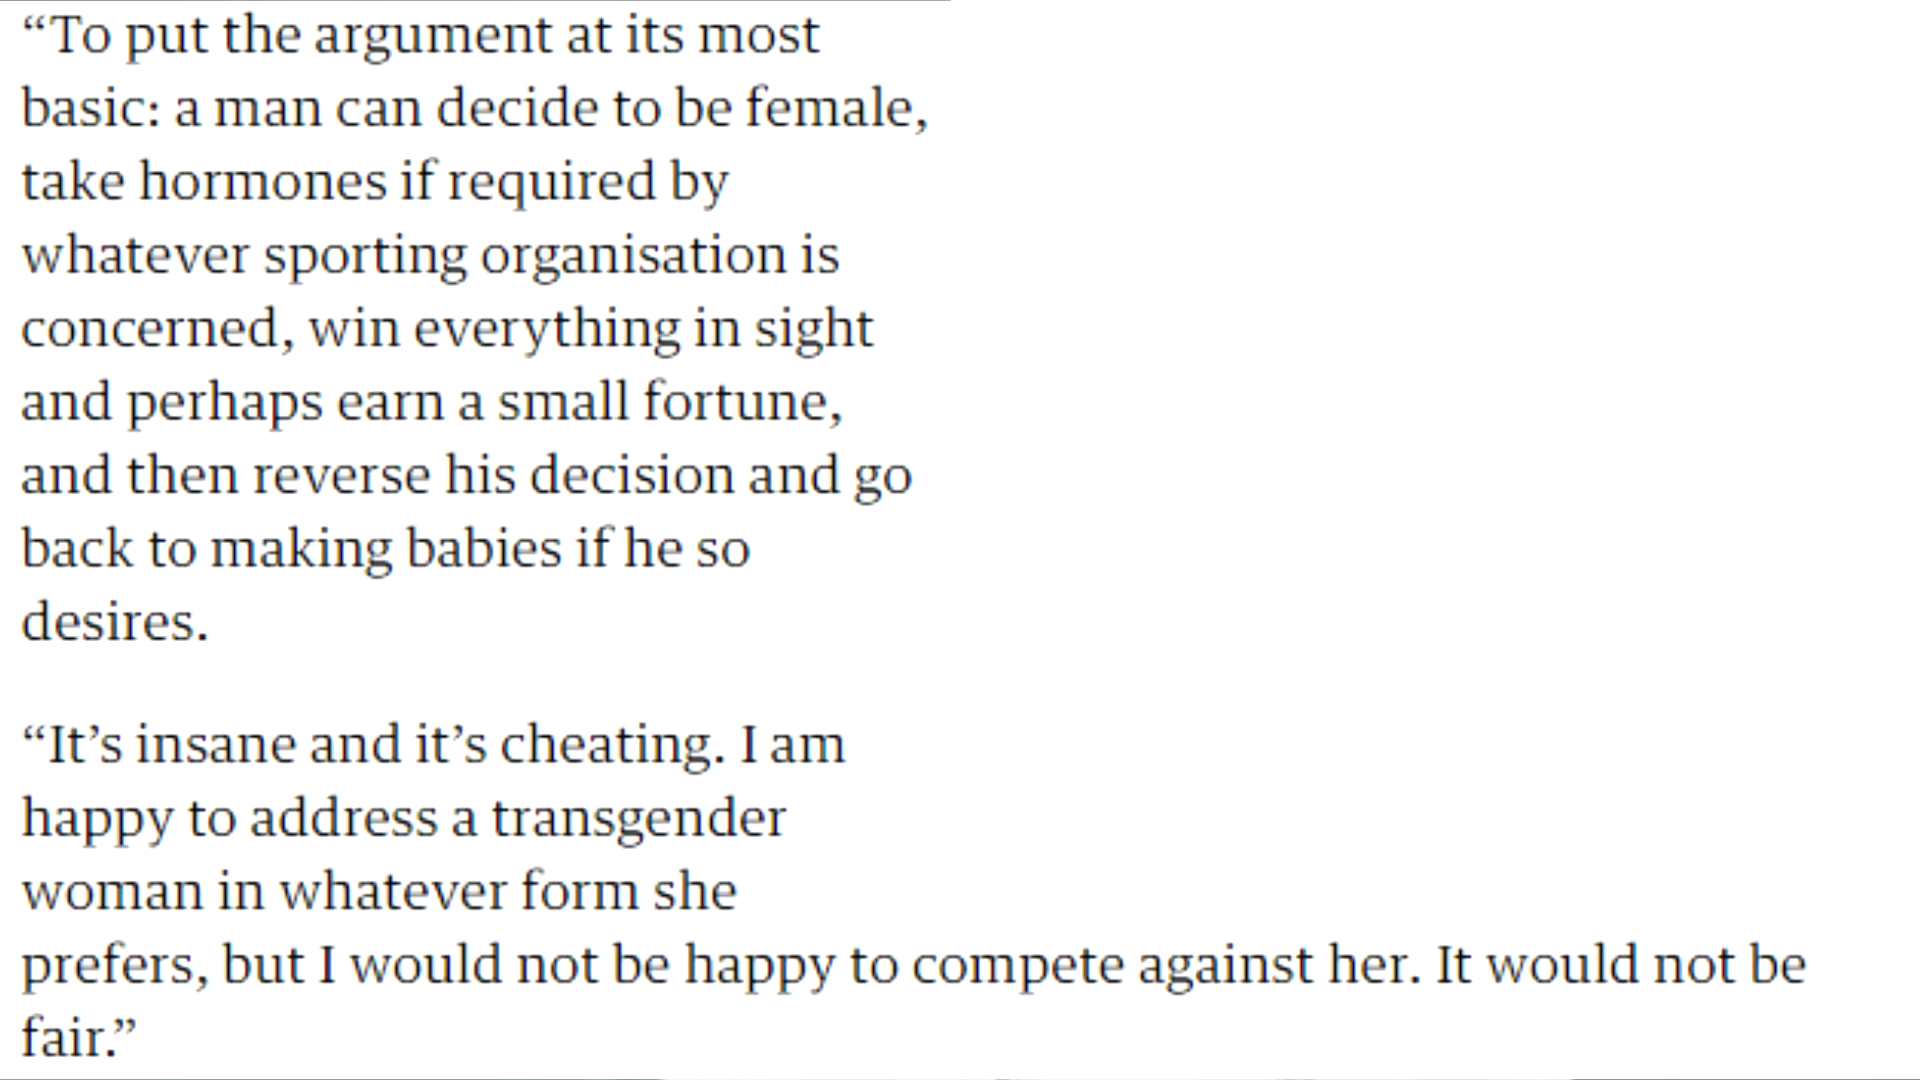 “To put the argument at its most
basic: a man can decide to be female,
take hormones if required by
whatever sporting organisation is
concerned, win everything in sight
and perhaps earn a small fortune,
and then reverse his decision and go
back to making babies if he so
desires.
“It’s insane and it’s cheating. I am
happy to address a transgender
woman in whatever form she
prefers, but I would not be happy to compete against her. It would not be
fair.”